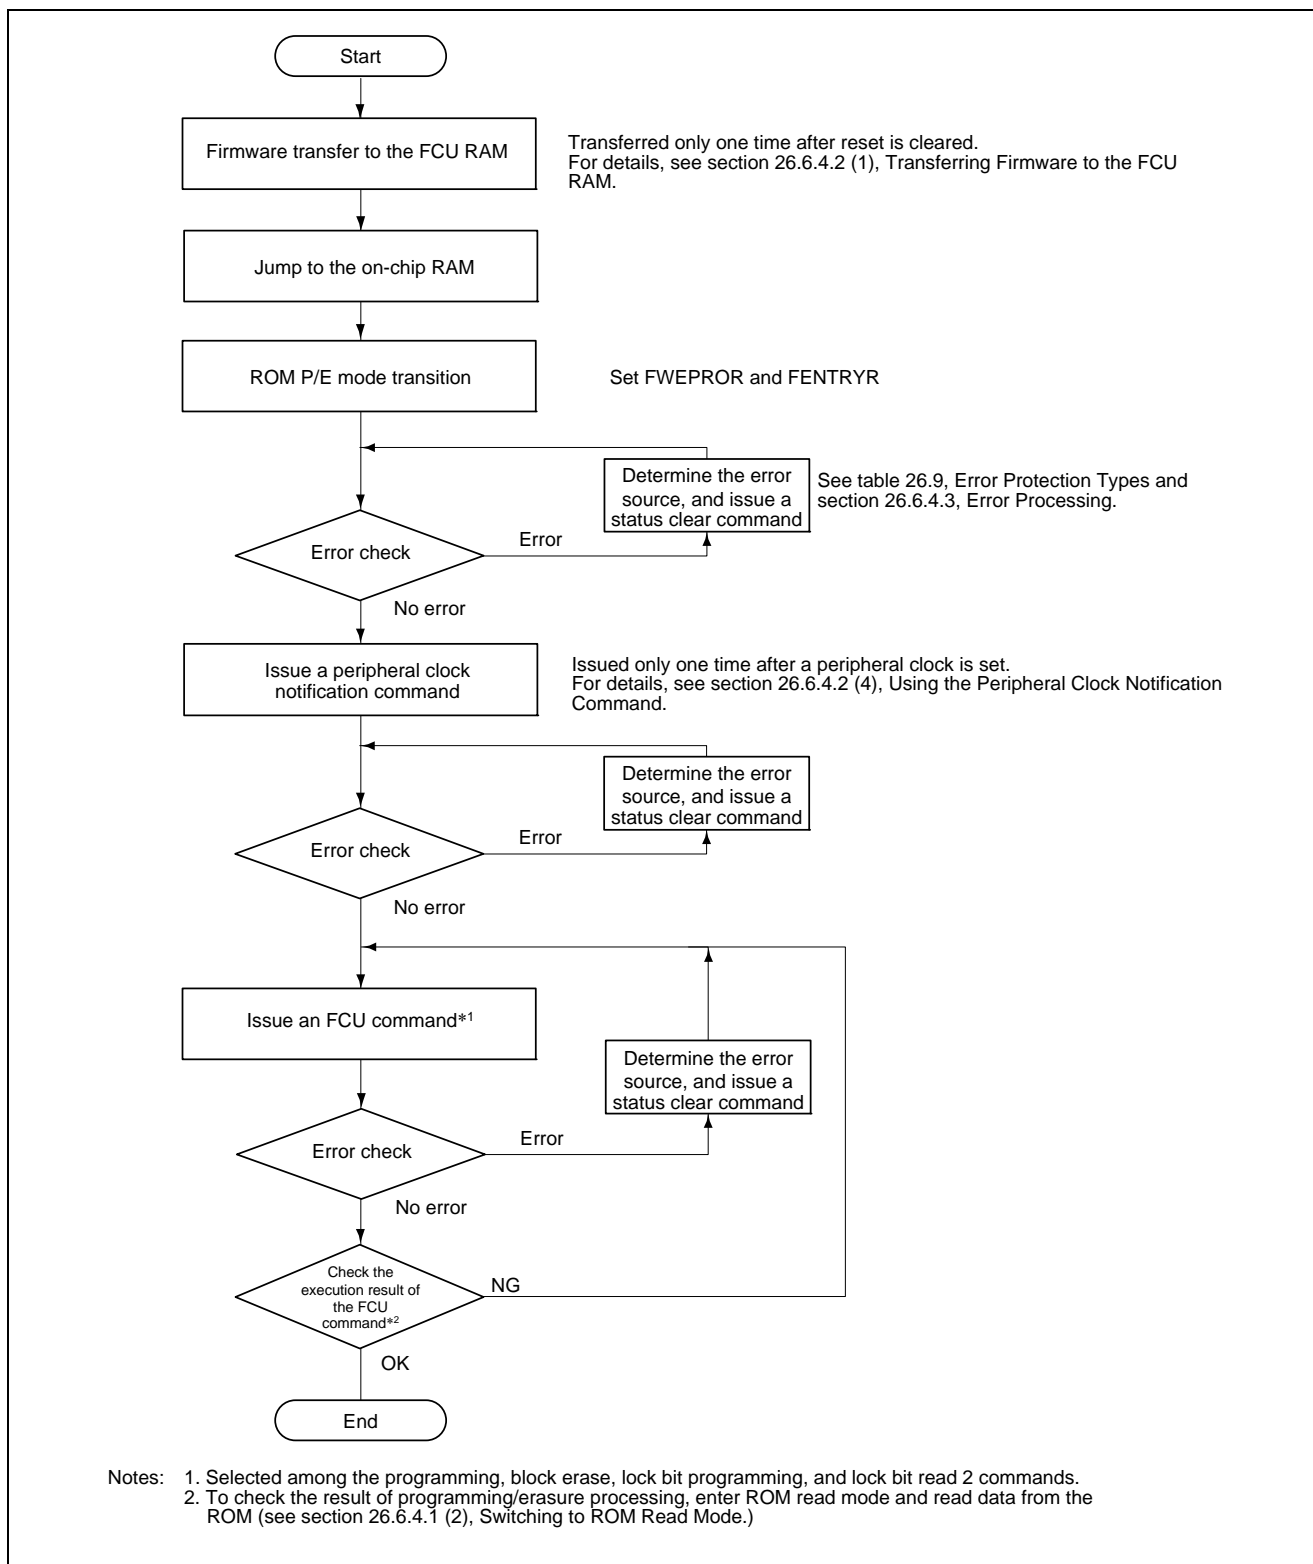 Start
Firmware transfer to the FCU RAM
Transferred only one time after reset is cleared.
For details, see section 26.6.4.2 (1), Transferring Firmware to the FCU
RAM.
Jump to the on-chip RAM
ROM P/E mode transition
Set FWEPROR and FENTRYR
Determine the error
source, and issue a
status clear command
See table 26.9, Error Protection Types and
section 26.6.4.3, Error Processing.
Error check
Error
No error
Issue a peripheral clock
notification command
Issued only one time after a peripheral clock is set.
For details, see section 26.6.4.2 (4), Using the Peripheral Clock Notification
Command.
Determine the error
source, and issue a
status clear command
Error check
Error
No error
Issue an FCU command*1
Determine the error
source, and issue a
status clear command
Error check
Error
No error
Check the
execution result of
the FCU
command*2
NG
OK
End
Notes: 1. Selected among the programming, block erase, lock bit programming, and lock bit read 2 commands.
2. To check the result of programming/erasure processing, enter ROM read mode and read data from the
ROM (see section 26.6.4.1 (2), Switching to ROM Read Mode.)